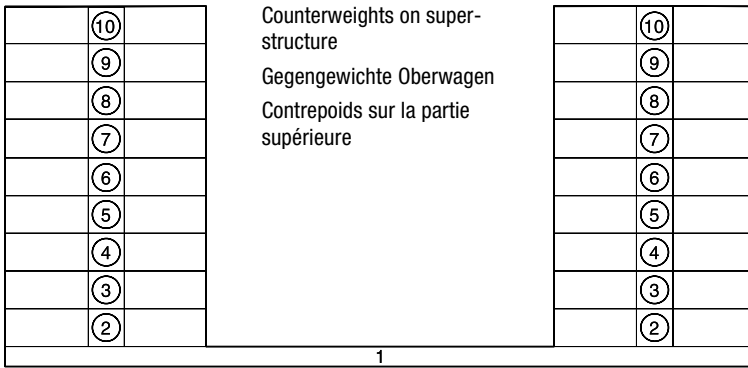 Counterweights on super-
structure
Gegengewichte Oberwagen
Contrepoids sur la partie
supérieure
10 10
9 9
8 8
7 7
6 6
5 5
4 4
3 3
2 2
1